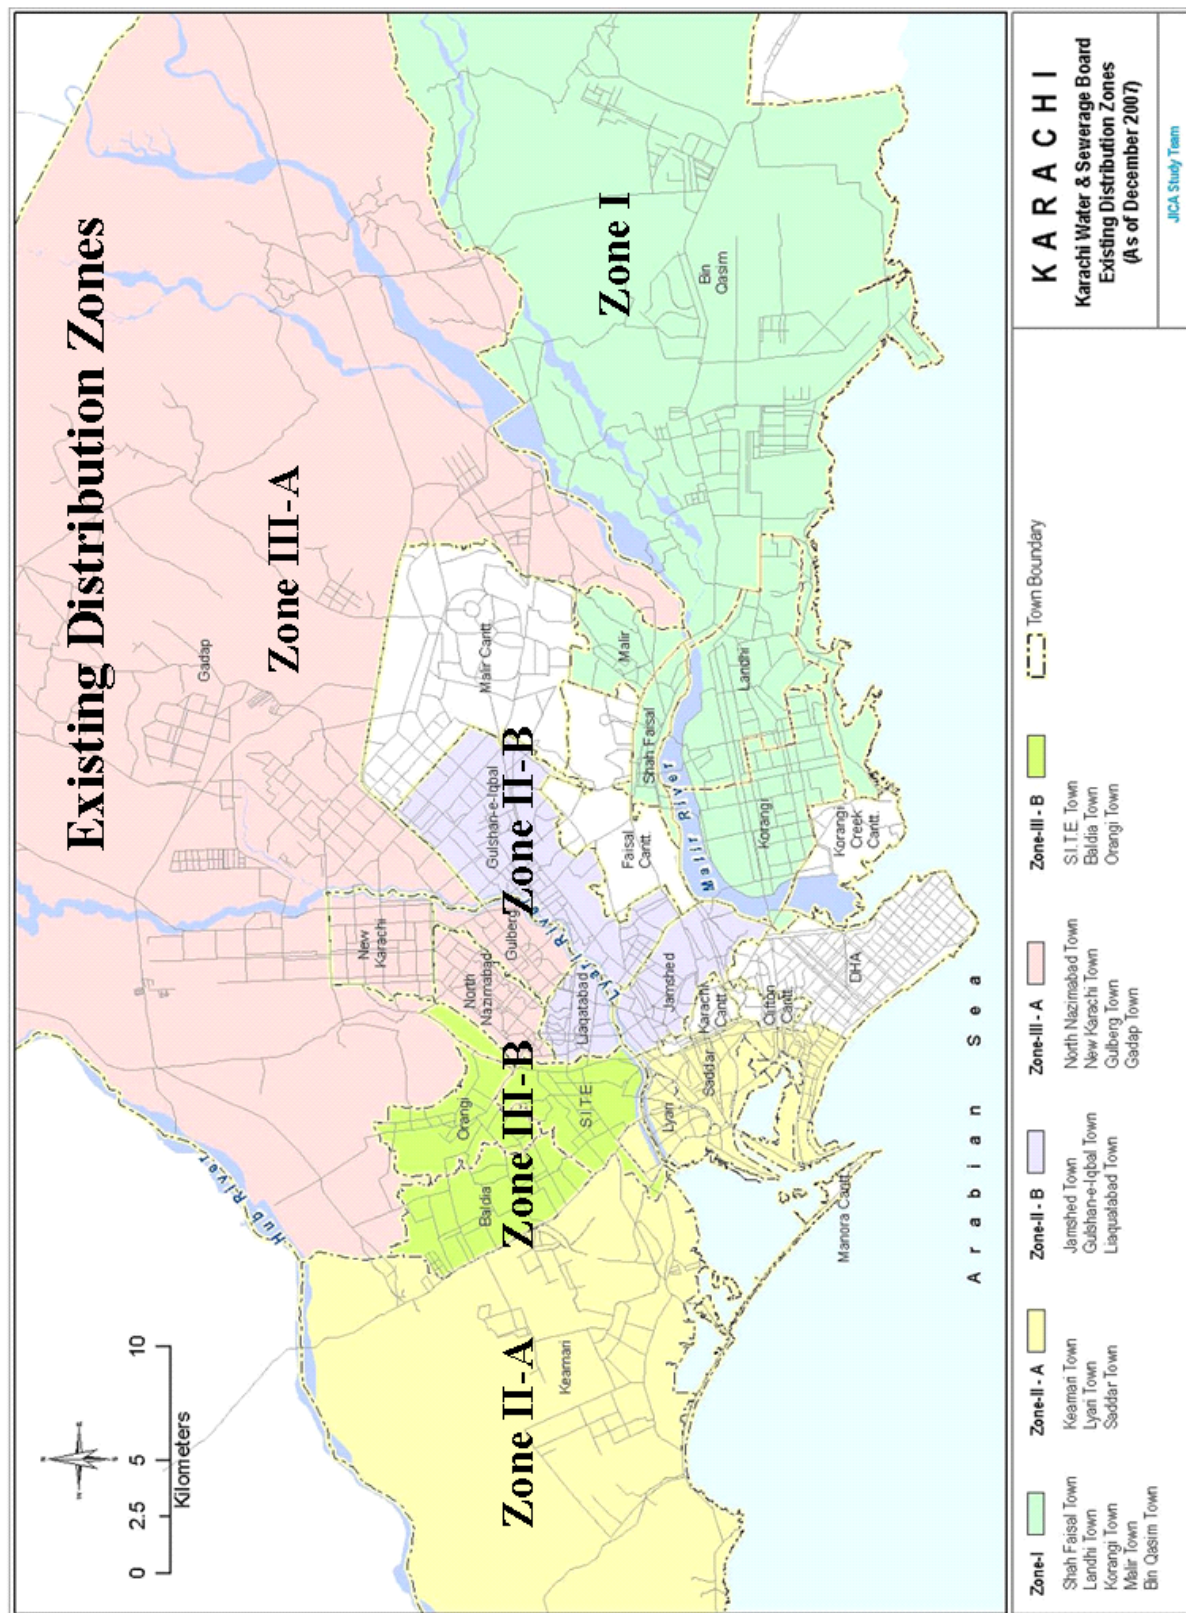 Existing Distribution Zones
Zone III-A
Zone I
Zone II-B
Zone III-B
Zone II-A
Gadap
Malir Cantt
Gulshan-e-Iqbal
New
Karachi
North
Nazimabad
Gulberg
Liaqatabad
Jamshed
Orangi
S.I.T.E
Baldia
Keamari
Lyari
Saddar
Karachi
Cantt.
Clifton
Cantt.
DHA
Manora Cantt
Faisal
Cantt.
Shah Faisal
Malir
Landhi
Korangi
Korangi
Creek
Cantt.
Bin
Qasim
Hub River
Lyari River
Malir River
Arabian Sea
0 2.5 5 10
Kilometers
N
W
E
S
KARACHI
Karachi Water & Sewerage Board
Existing Distribution Zones
(As of December 2007)
JICA Study Team
Zone-I
Shah Faisal Town
Landhi Town
Korangi Town
Malir Town
Bin Qasim Town
Zone-II - A
Keamari Town
Lyari Town
Saddar Town
Zone-II - B
Jamshed Town
Gulshan-e-Iqbal Town
Liaqualabad Town
Zone-III - A
North Nazimabad Town
New Karachi Town
Gulberg Town
Gadap Town
Zone-III - B
S.I.T.E. Town
Baldia Town
Orangi Town
Town Boundary